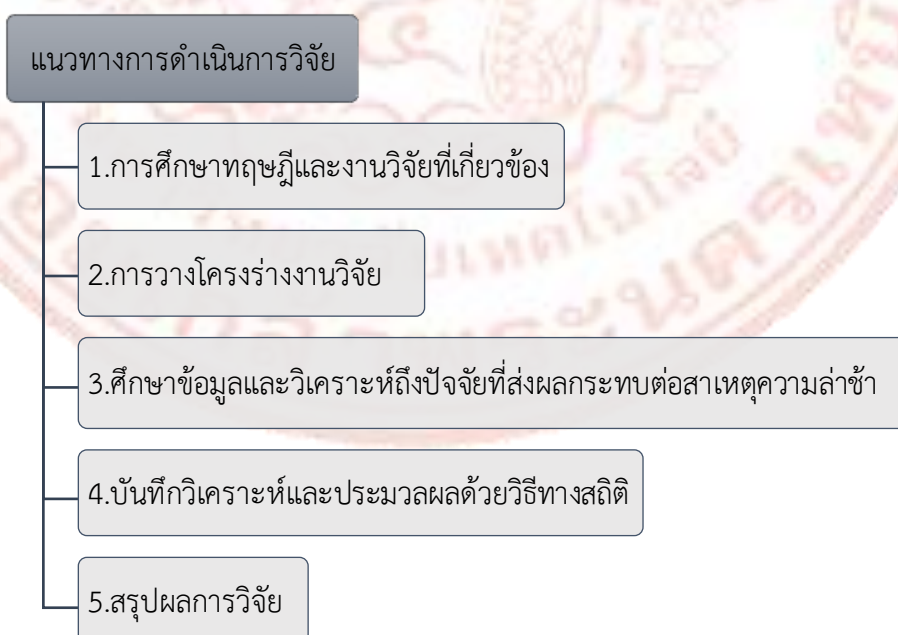 แนวทางการดำเนินการวิจัย
1.การศึกษาทฤษฎีและงานวิจัยที่เกี่ยวข้อง
2.การวางโครงร่างงานวิจัย
3.ศึกษาข้อมูลและวิเคราะห์ถึงปัจจัยที่ส่งผลกระทบต่อสาเหตุความล่าช้า
4.บันทึกวิเคราะห์และประมวลผลด้วยวิธีทางสถิติ
5.สรุปผลการวิจัย